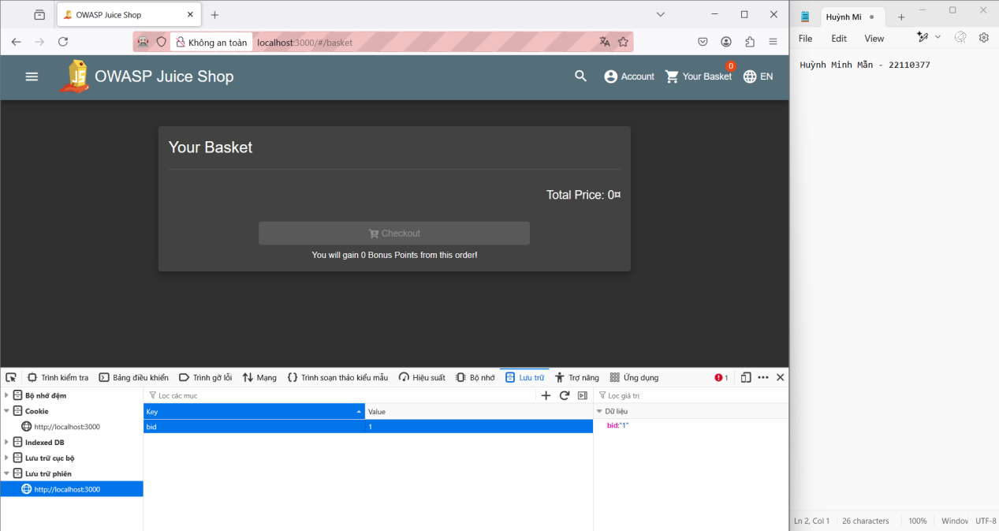 OWASP Juice Shop
Không an toàn
localhost:3000/#/basket
OWASP Juice Shop
Account
Your Basket
0
EN
Your Basket
Total Price: 0¤
Checkout
You will gain 0 Bonus Points from this order!
Trình kiểm tra
Bảng điều khiển
Trình gỡ lỗi
Mạng
Trình soạn thảo kiểu mẫu
Hiệu suất
Bộ nhớ
Lưu trữ
Trợ năng
Ứng dụng
1
Bộ nhớ đệm
Cookie
http://localhost:3000
Indexed DB
Lưu trữ cục bộ
Lưu trữ phiên
http://localhost:3000
Lọc các mục
Key
Value
bid
1
Lọc giá trị
Dữ liệu
bid:"1"
Huỳnh Mi
File
Edit
View
Huỳnh Minh Mẫn - 22110377
Ln 2, Col 1
26 characters
100%
Window
UTF-8